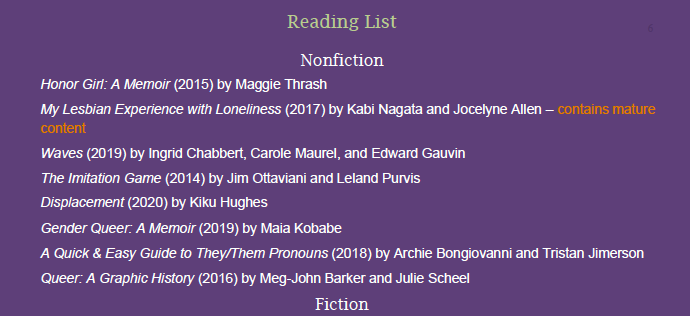 Reading List
6
Nonfiction
Honor Girl: A Memoir (2015) by Maggie Thrash
My Lesbian Experience with Loneliness (2017) by Kabi Nagata and Jocelyne Allen – contains mature
content
Waves (2019) by Ingrid Chabbert, Carole Maurel, and Edward Gauvin
The Imitation Game (2014) by Jim Ottaviani and Leland Purvis
Displacement (2020) by Kiku Hughes
Gender Queer: A Memoir (2019) by Maia Kobabe
A Quick & Easy Guide to They/Them Pronouns (2018) by Archie Bongiovanni and Tristan Jimerson
Queer: A Graphic History (2016) by Meg-John Barker and Julie Scheel
Fiction